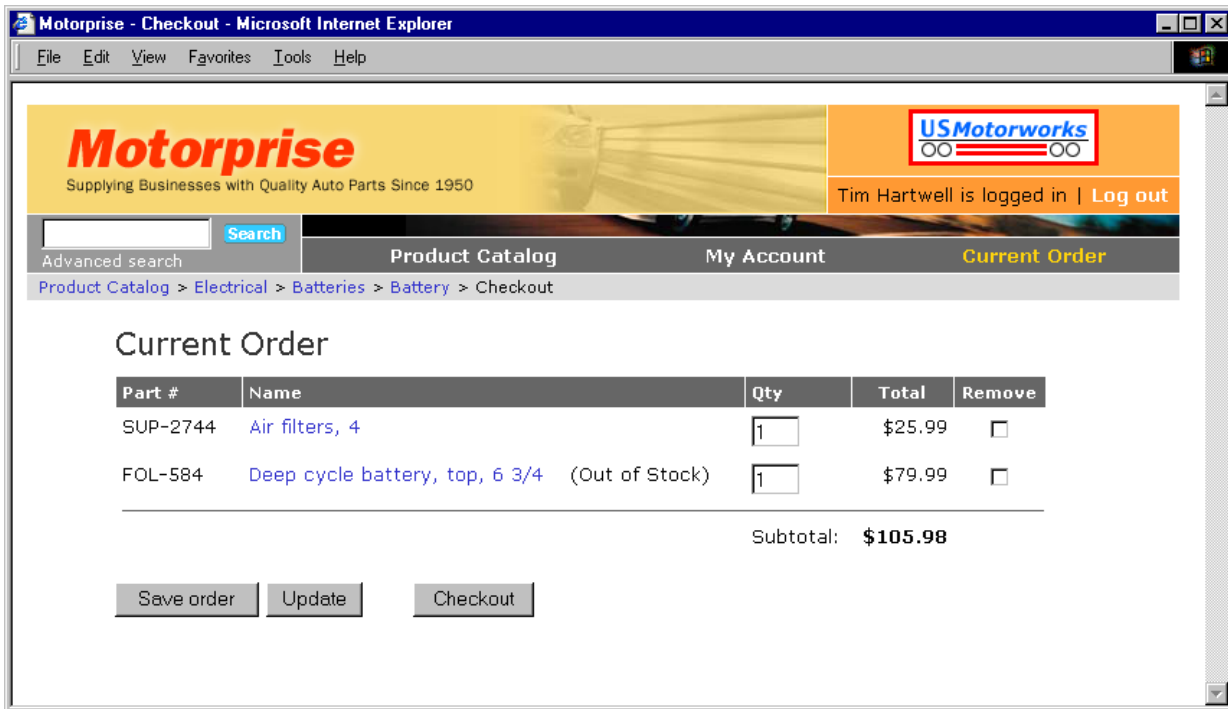 Motorprise - Checkout - Microsoft Internet Explorer
File Edit View Favorites Tools Help
Motorprise
Supplying Businesses with Quality Auto Parts Since 1950
USMotorworks
Tim Hartwell is logged in | Log out
Search
Advanced search
Product Catalog My Account Current Order
Product Catalog > Electrical > Batteries > Battery > Checkout
Current Order
Part # Name Qty Total Remove
SUP-2744 Air filters, 4 1 $25.99
FOL-584 Deep cycle battery, top, 6 3/4 (Out of Stock) 1 $79.99
Subtotal: $105.98
Save order Update Checkout